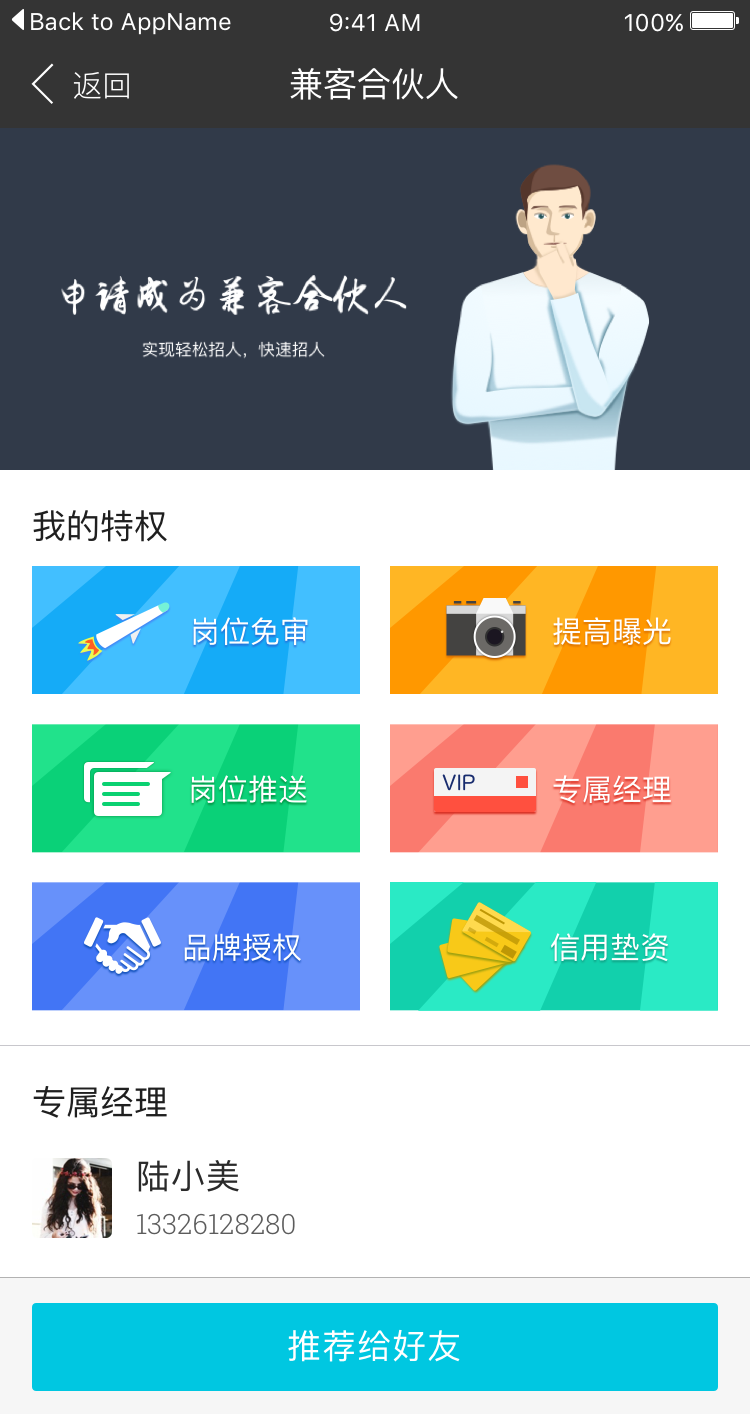 Back to AppName 9:41 AM 100%
返回 兼客合伙人
申请成为兼客合伙人
实现轻松招人，快速招人
我的特权
岗位免审 提高曝光
岗位推送 VIP 专属经理
品牌授权 信用垫资
专属经理
陆小美
13326128280
推荐给好友